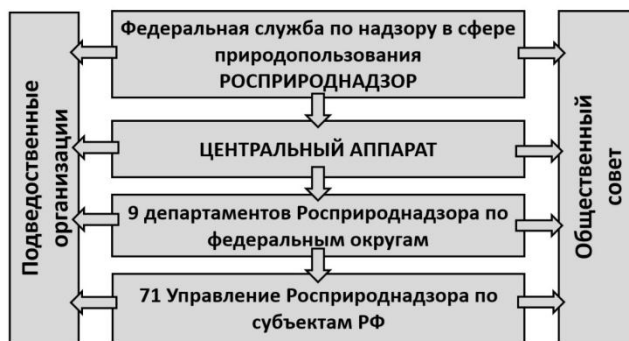 Федеральная служба по надзору в сфере
природопользования
РОСПРИРОДНАДЗОР
ЦЕНТРАЛЬНЫЙ АППАРАТ
9 департаментов Росприроднадзора по
федеральным округам
71 Управление Росприроднадзора по
субъектам РФ
Подведоственные
организации
Общественный
совет